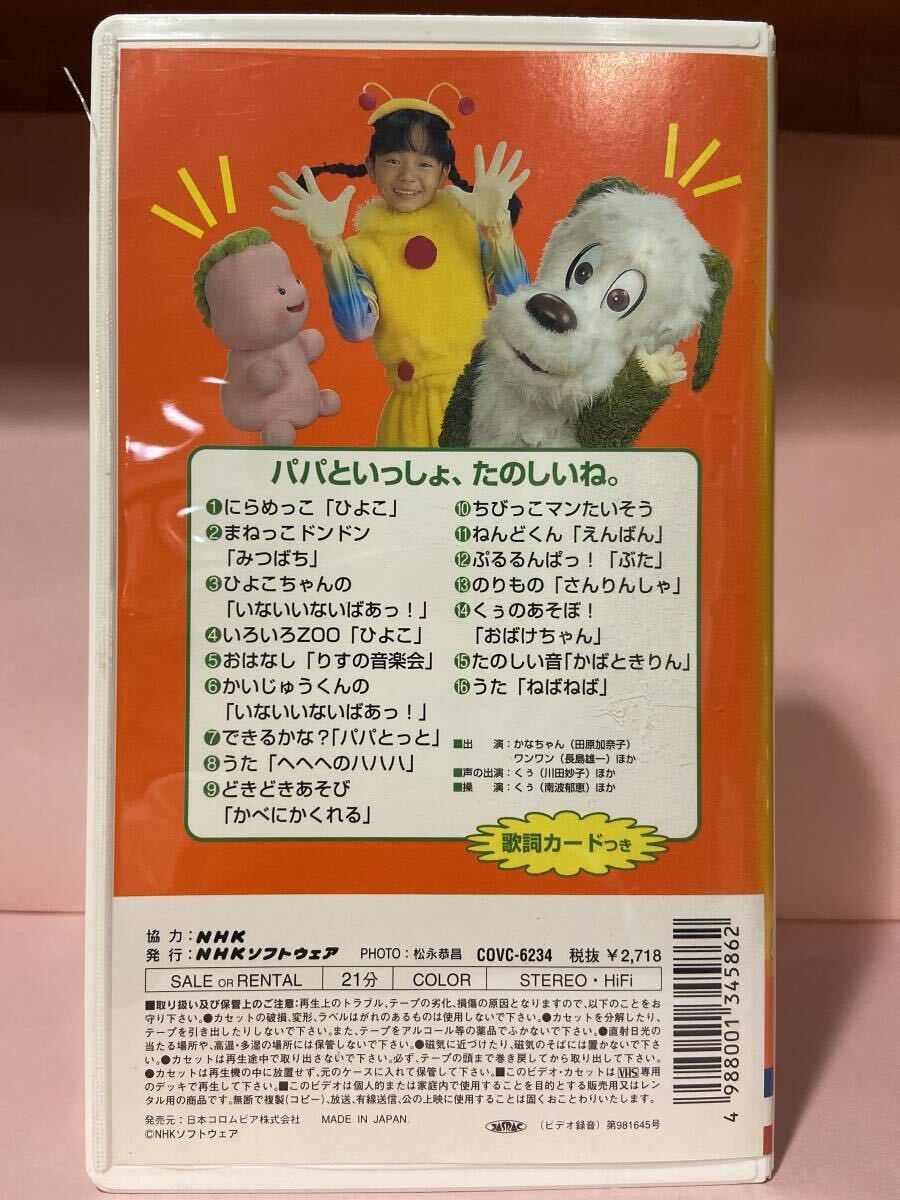 パパといっしょ、たのしいね。
❶にらめっこ「ひよこ」
❷まねっこドンドン
「みつばち」
❸ひよこちゃんの
「いないいないばあっ!」
❹いろいろZOO「ひよこ」
❺おはなし「りすの音楽会」
❻かいじゅうくんの
「いないいないばあっ!」
❼できるかな?「パパとっと」
❽うた「へへへのハハハ」
❾どきどきあそび
「かべにかくれる」
❿ちびっこマンたいそう
⓫ねんどくん「えんばん」
⓬ぷるるんぱっ!「ぶた」
⓭のりもの「さんりんしゃ」
⓮くぅのあそぼ!
「おばけちゃん」
⓯たのしい音「かばときりん」
⓰うた「ねばねば」
■出 演:かなちゃん(田原加奈子)
ワンワン(長島雄一)ほか
■声の出演:くぅ(川田妙子)ほか
■操 演:くぅ(南波郁恵)ほか
歌詞カードつき
協力:NHK
発行:NHKソフトウェア PHOTO:松永恭昌 COVC-6234 税抜 ¥2,718
SALE OR RENTAL 21分 COLOR STEREO・HiFi
■取り扱い及び保管上のご注意:再生上のトラブル、テープの劣化、損傷の原因となりますので、以下のことをお
守り下さい。●カセットの破損、変形、ラベルはがれのあるものは使用しないで下さい。●カセットを分解したり、
テープを引き出したりしないで下さい。また、テープをアルコール等の薬品でふかないで下さい。●直射日光の
当たる場所や、高温・多湿の場所には保管しないで下さい。●磁気に近づけたり、磁気のそばには置かないで下さ
い。●カセットは再生途中で取り出さないで下さい。必ず、テープの頭まで巻き戻してから取り出して下さい。
●カセットは再生機の中に放置せず、元のケースに入れて保管して下さい。■このビデオ・カセットはVHS専用
のデッキで再生して下さい。■このビデオは個人的または家庭内で使用することを目的とする販売用又はレン
タル用の商品です。無断で複製(コピー)、放送、有線送信、公の上映に使用することは固くおことわりいたします。
発売元:日本コロムビア株式会社 MADE IN JAPAN.
©NHKソフトウェア
JASRAC (ビデオ録音) 第981645号
4 988001 345862